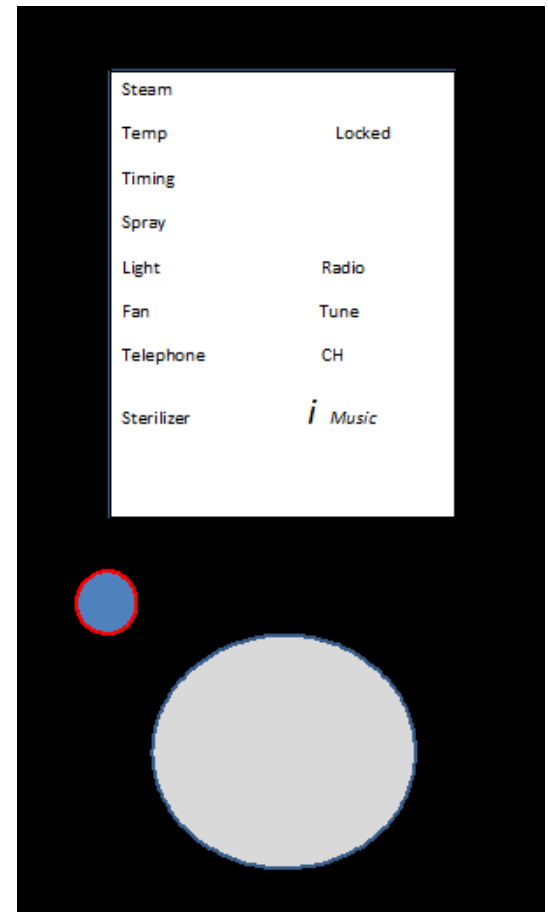 Steam
Temp Locked
Timing
Spray
Light Radio
Fan Tune
Telephone CH
Sterilizer i Music